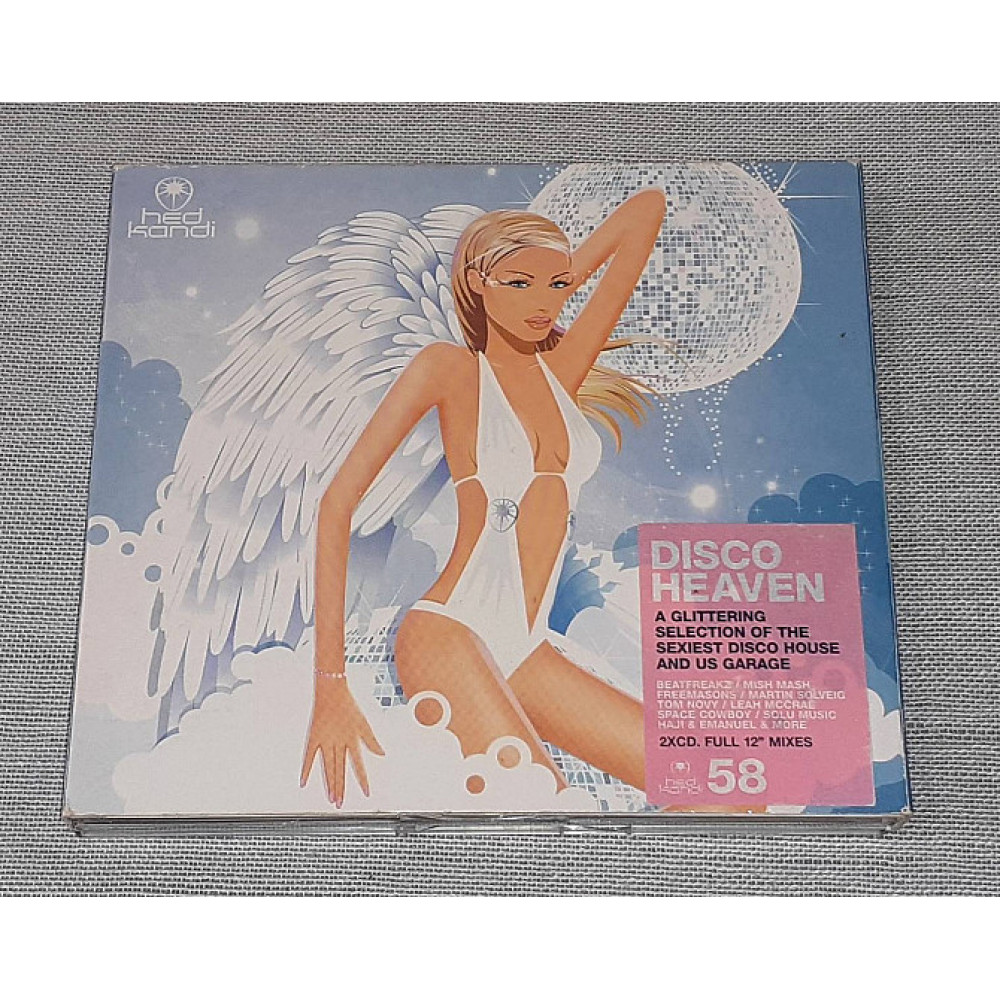 hed
kandi
DISCO
HEAVEN
A GLITTERING
SELECTION OF THE
SEXIEST DISCO HOUSE
AND US GARAGE
BEATFREAKZ / MISH MASH
FREEMASONS / MARTIN SOLVEIG
TOM NOVY / LEAH MCCRAE
SPACE COWBOY / SOLU MUSIC
HAJI & EMANUEL & MORE
2XCD. FULL 12" MIXES
hed
kandi
58